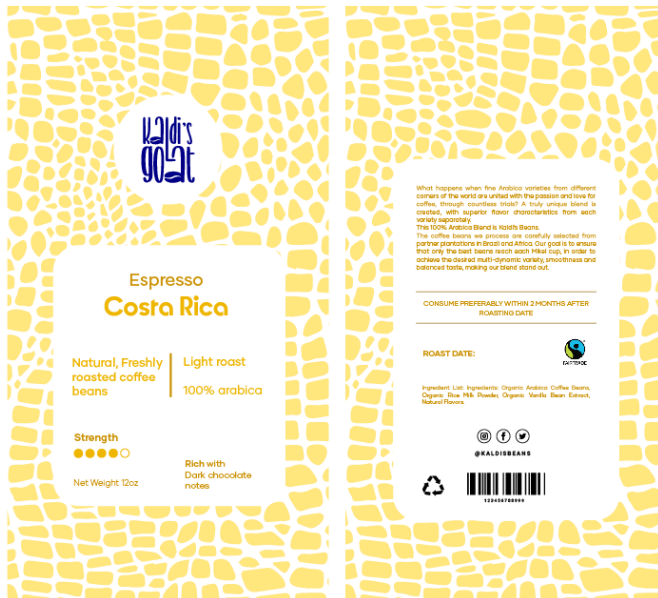 Kaldi's
goat
Espresso
Costa Rica
Natural, Freshly
roasted coffee
beans
Light roast
100% arabica
Strength
Net Weight 12oz
Rich with
Dark chocolate
notes
What happens when fine Arabica varieties from different
corners of the world are united with the passion and love for
coffee, through countless trials? A truly unique blend is
created, with superior flavor characteristics from each
variety separately.
This 100% Arabica Blend is Kaldi's Beans.
The coffee beans we process are carefully selected from
partner plantations in Brazil and Africa. Our goal is to ensure
that only the best beans reach each Mikel cup, in order to
achieve the desired multi-dynamic variety, smoothness and
balanced taste, making our blend stand out.
CONSUME PREFERABLY WITHIN 2 MONTHS AFTER
ROASTING DATE
ROAST DATE:
FAIRTRADE
Ingredient List: Ingredients: Organic Arabica Coffee Beans,
Organic Rice Milk Powder, Organic Vanilla Bean Extract,
Natural Flavors
@KALDISBEANS
123456788999